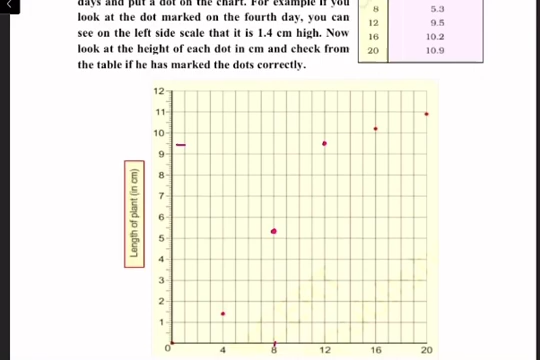 days and put a dot on the chart. For example if you
look at the dot marked on the fourth day, you can
see on the left side scale that it is 1.4 cm high. Now
look at the height of each dot in cm and check from
the table if he has marked the dots correctly.
8 5.3
12 9.5
16 10.2
20 10.9
Length of plant (in cm)
12
11
10
9
8
7
6
5
4
3
2
1
0 4 8 12 16 20